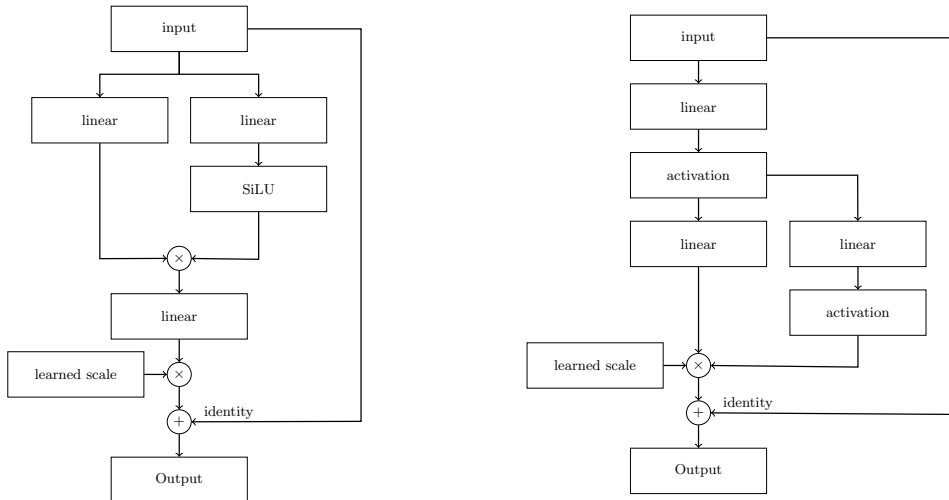 input
linear
linear
SiLU
×
linear
learned scale
×
identity
+
Output
input
linear
activation
linear
linear
activation
learned scale
×
identity
+
Output